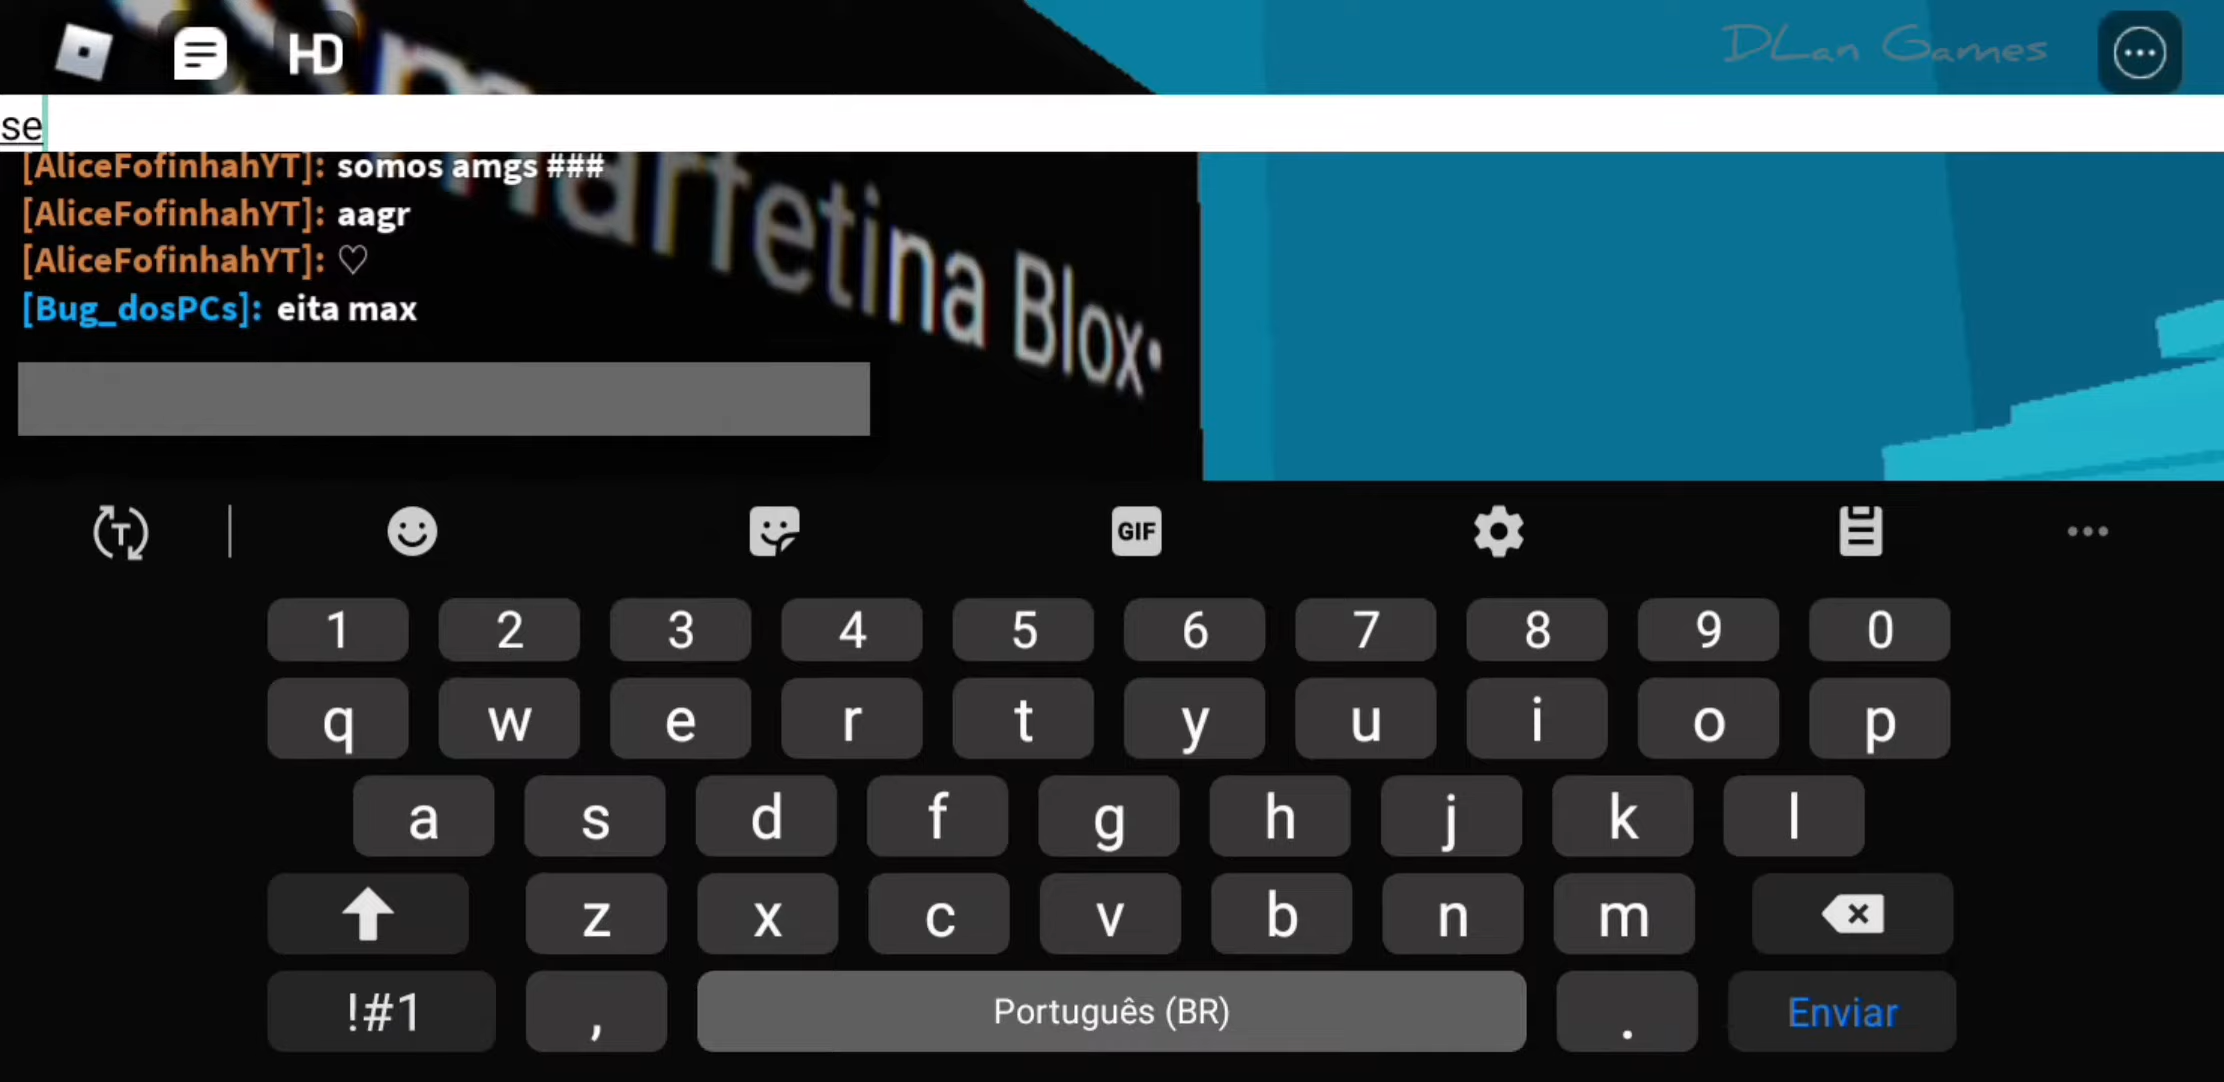 HD
DLan Games
se
[AliceFofinhahYT]: somos amgs ###
[AliceFofinhahYT]: aagr
[AliceFofinhahYT]: ♡
[Bug_dosPCs]: eita max
marfetina Blox•
T
GIF
1 2 3 4 5 6 7 8 9 0
q w e r t y u i o p
a s d f g h j k l
z x c v b n m
!#1 , Português (BR) . Enviar